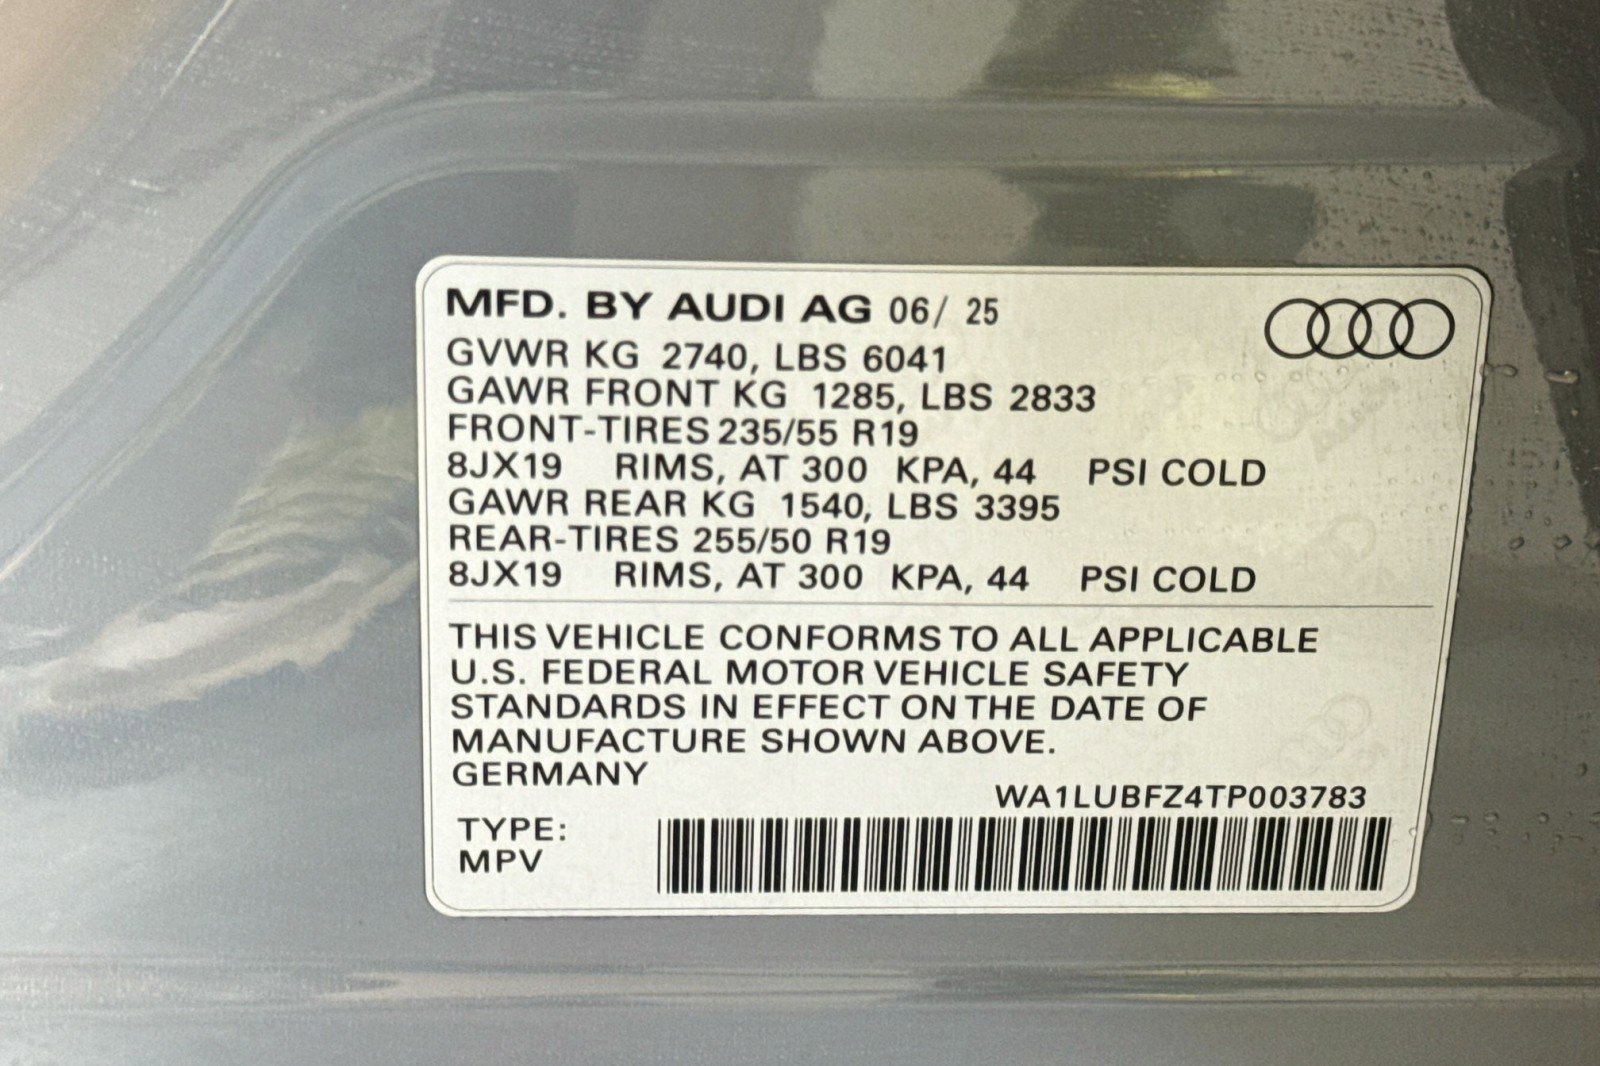 MFD. BY AUDI AG 06/ 25
GVWR KG 2740, LBS 6041
GAWR FRONT KG 1285, LBS 2833
FRONT-TIRES 235/55 R19
8JX19 RIMS, AT 300 KPA, 44 PSI COLD
GAWR REAR KG 1540, LBS 3395
REAR-TIRES 255/50 R19
8JX19 RIMS, AT 300 KPA, 44 PSI COLD
THIS VEHICLE CONFORMS TO ALL APPLICABLE
U.S. FEDERAL MOTOR VEHICLE SAFETY
STANDARDS IN EFFECT ON THE DATE OF
MANUFACTURE SHOWN ABOVE.
GERMANY
WA1LUBFZ4TP003783
TYPE:
MPV